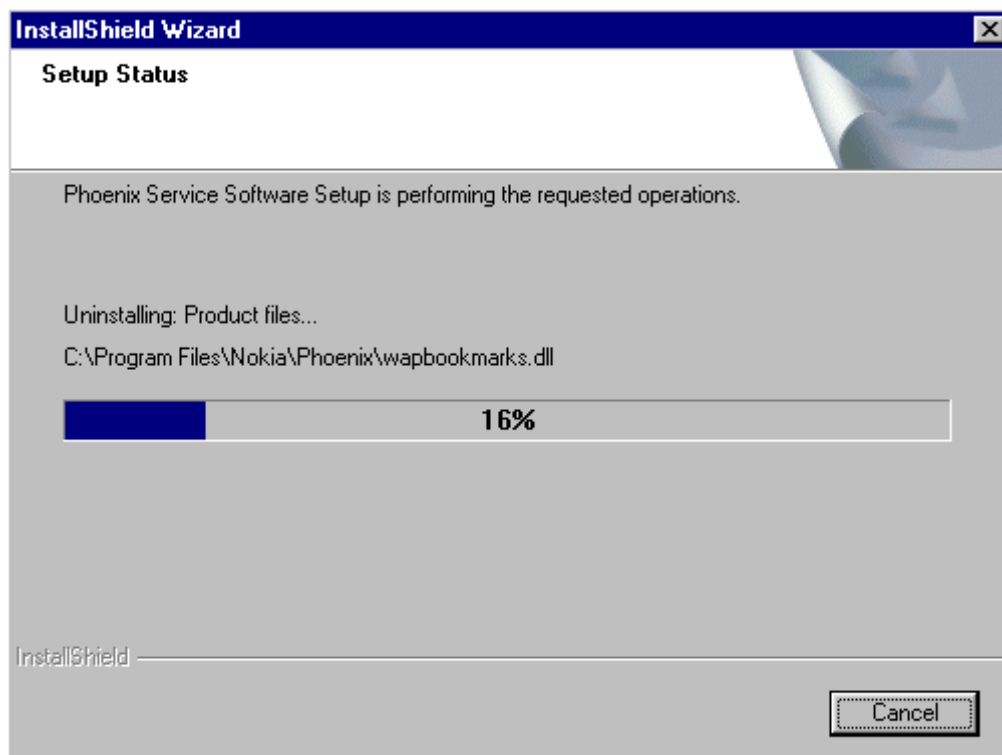 InstallShield Wizard
Setup Status
Phoenix Service Software Setup is performing the requested operations.
Uninstalling: Product files...
C:\Program Files\Nokia\Phoenix\wapbookmarks.dll
16%
InstallShield
Cancel